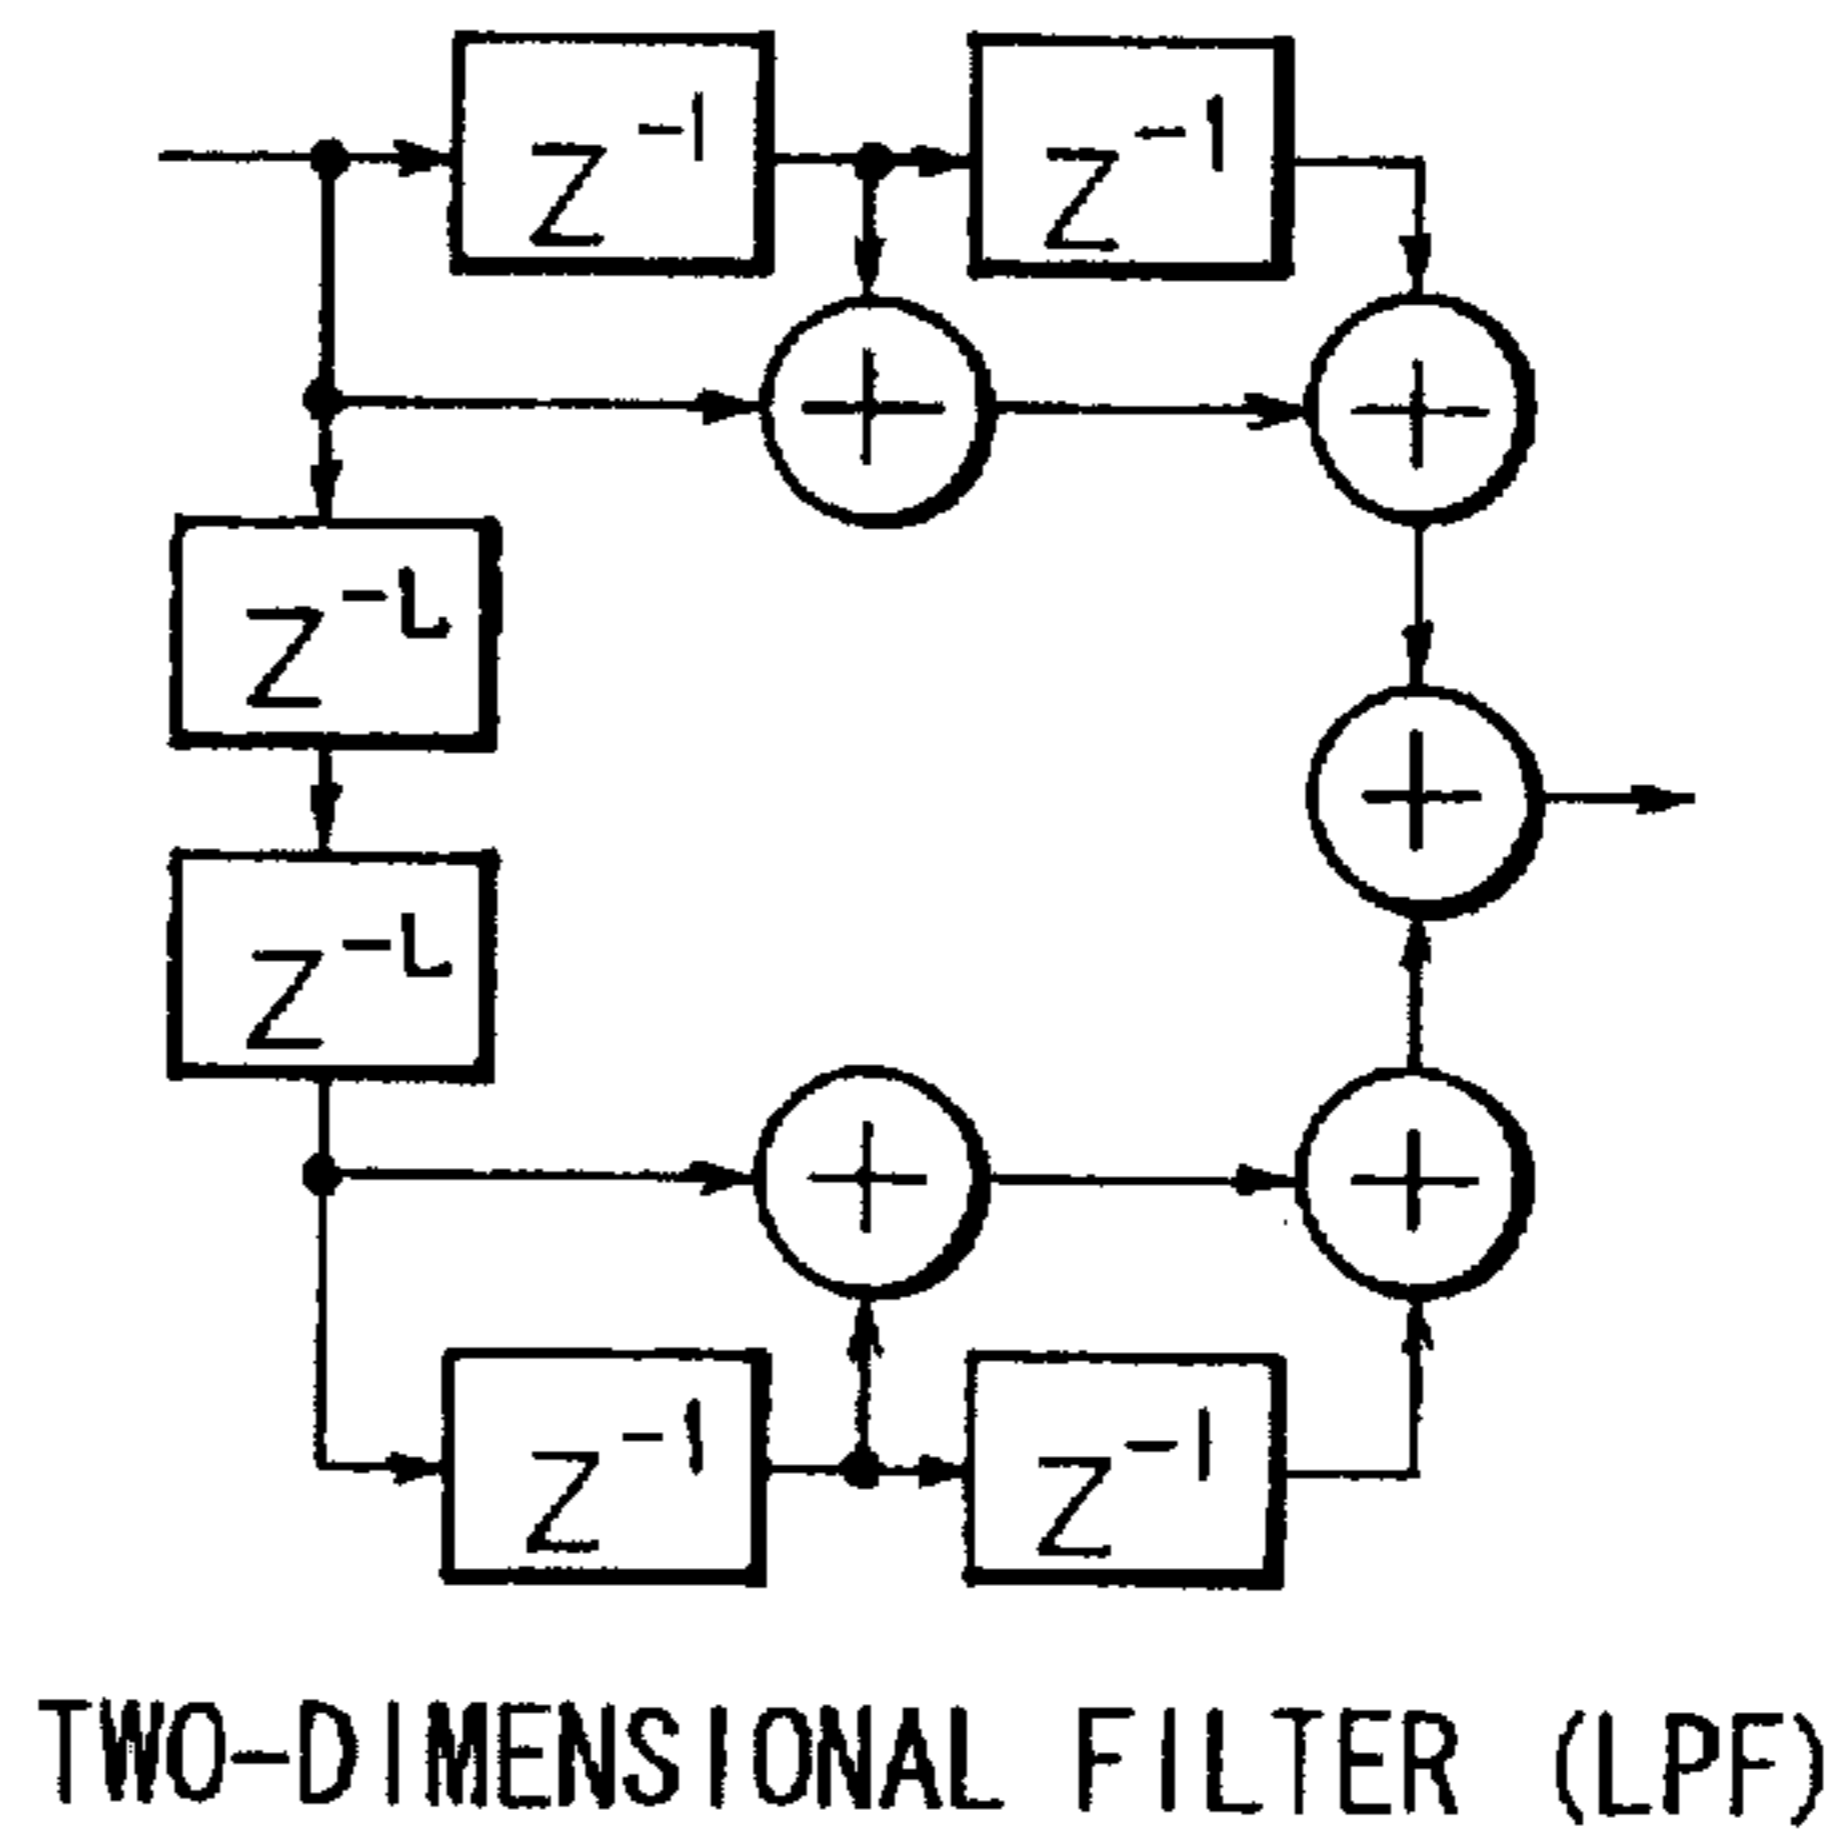 Z⁻¹ Z⁻¹
+ +
Z⁻ᴸ
+
Z⁻ᴸ
+ +
Z⁻¹ Z⁻¹
TWO-DIMENSIONAL FILTER (LPF)